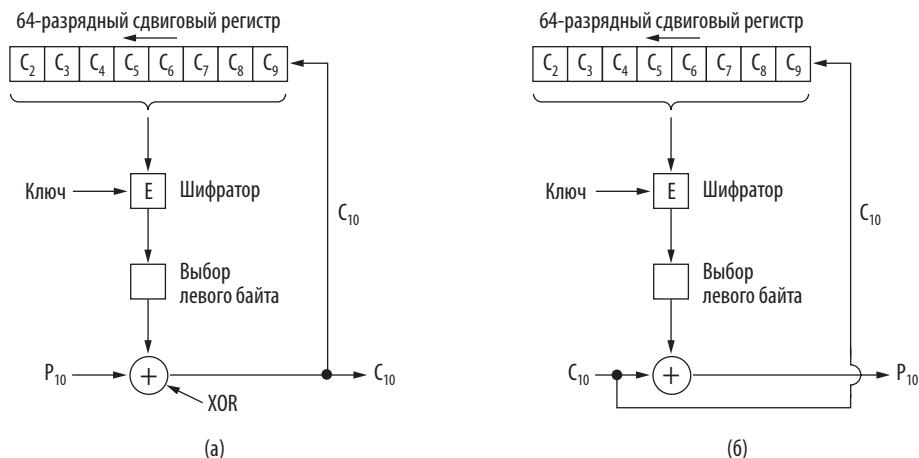 64-разрядный сдвиговый регистр
C₂ C₃ C₄ C₅ C₆ C₇ C₈ C₉
Ключ E Шифратор
C₁₀
Выбор
левого байта
P₁₀ + C₁₀
XOR
(а)
64-разрядный сдвиговый регистр
C₂ C₃ C₄ C₅ C₆ C₇ C₈ C₉
Ключ E Шифратор
C₁₀
Выбор
левого байта
C₁₀ + P₁₀
(б)